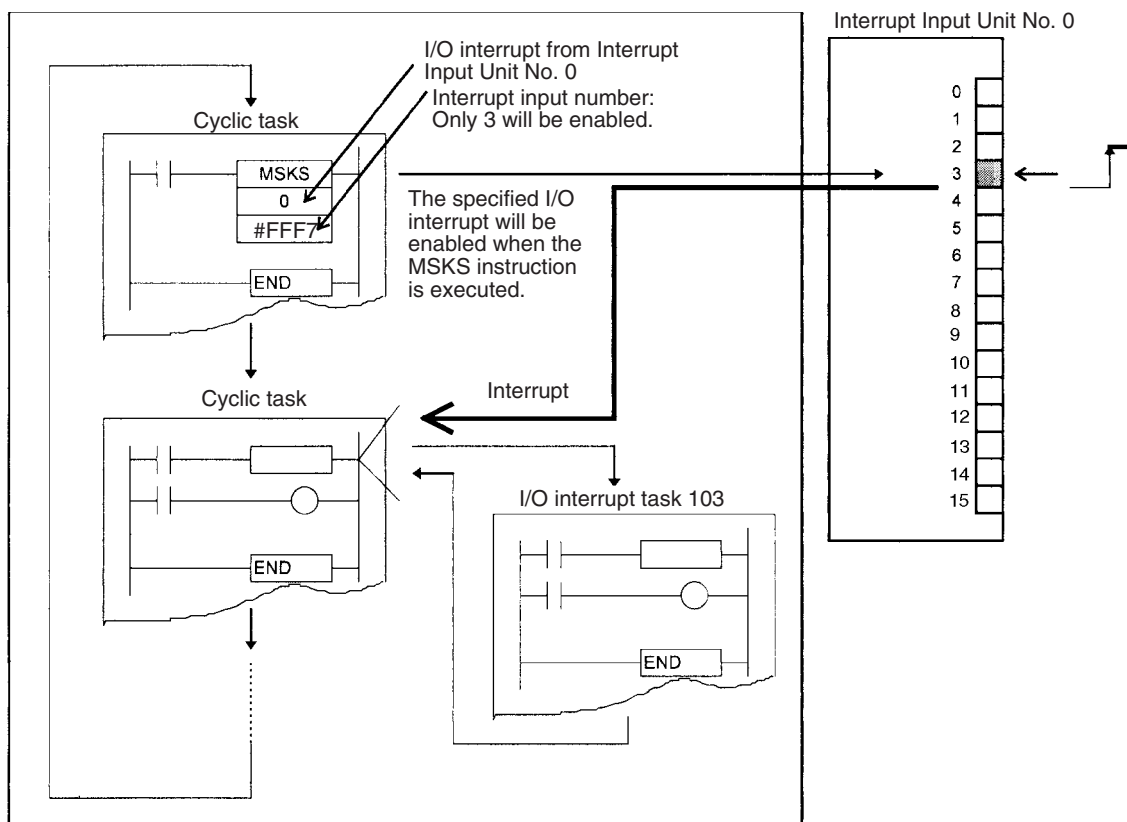 Interrupt Input Unit No. 0
I/O interrupt from Interrupt
Input Unit No. 0
Interrupt input number:
Only 3 will be enabled.
Cyclic task
MSKS
0
#FFF7
END
The specified I/O
interrupt will be
enabled when the
MSKS instruction
is executed.
0
1
2
3
4
5
6
7
8
9
10
11
12
13
14
15
Cyclic task
Interrupt
END
I/O interrupt task 103
END